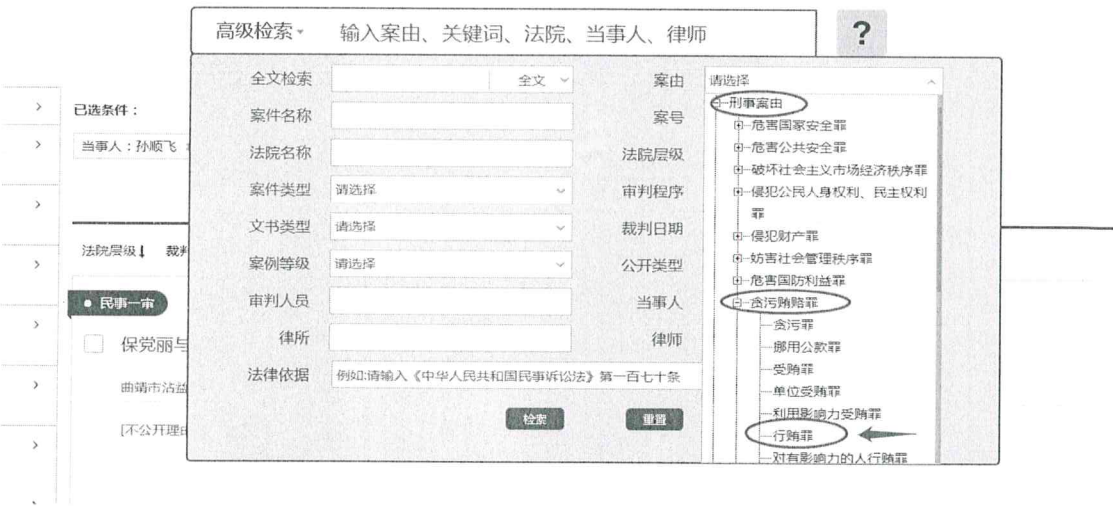 高级检索 输入案由、关键词、法院、当事人、律师 ?
已选条件：
当事人：孙顺飞
法院层级↓ 裁判
民事一审
保党丽与
曲靖市沾益
[不公开理由
全文检索 全文
案件名称
法院名称
案件类型 请选择
文书类型 请选择
案例等级 请选择
审判人员
律所
法律依据 例如:请输入《中华人民共和国民事诉讼法》第一百七十条
检索 重置
案由 请选择
案号
法院层级
审判程序
裁判日期
公开类型
当事人
律师
刑事案由
危害国家安全罪
危害公共安全罪
破坏社会主义市场经济秩序罪
侵犯公民人身权利、民主权利
罪
侵犯财产罪
妨害社会管理秩序罪
危害国防利益罪
贪污贿赂罪
贪污罪
挪用公款罪
受贿罪
单位受贿罪
利用影响力受贿罪
行贿罪
对有影响力的人行贿罪